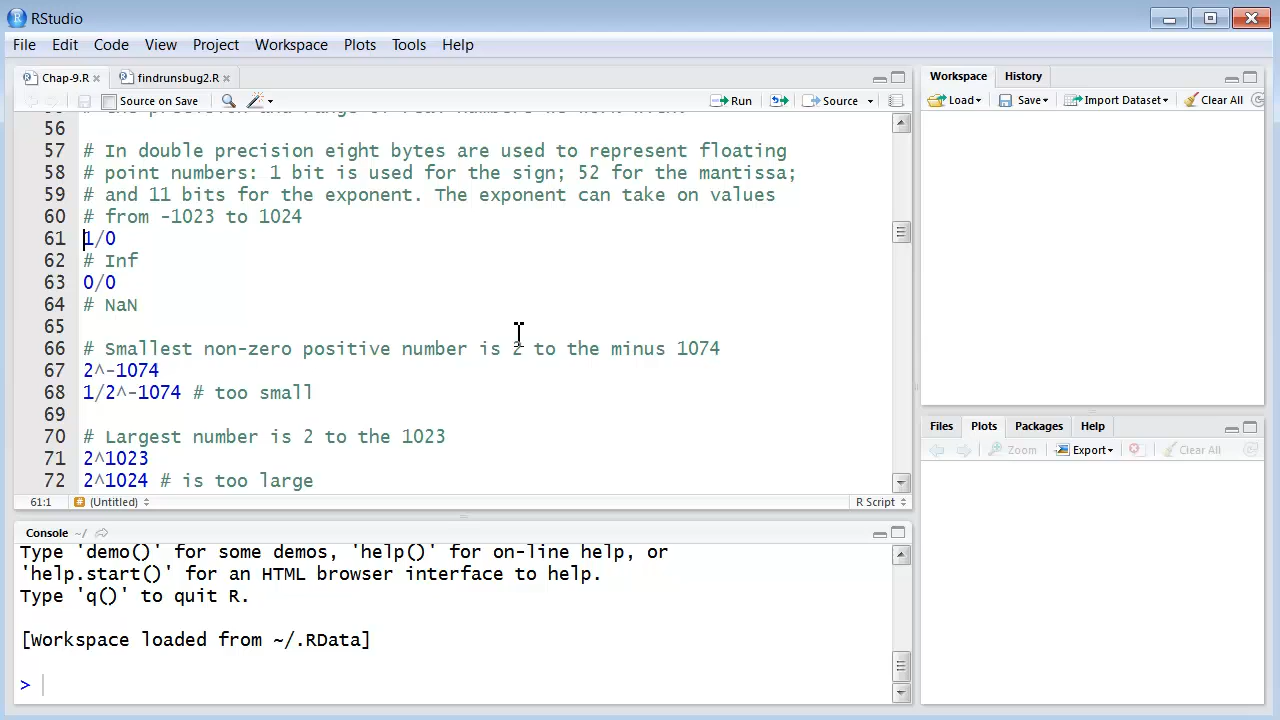 RStudio
File Edit Code View Project Workspace Plots Tools Help
Chap-9.R findrunsbug2.R
Source on Save Run Source
56
57 # In double precision eight bytes are used to represent floating
58 # point numbers: 1 bit is used for the sign; 52 for the mantissa;
59 # and 11 bits for the exponent. The exponent can take on values
60 # from -1023 to 1024
61 1/0
62 # Inf
63 0/0
64 # NaN
65
66 # Smallest non-zero positive number is 2 to the minus 1074
67 2^-1074
68 1/2^-1074 # too small
69
70 # Largest number is 2 to the 1023
71 2^1023
72 2^1024 # is too large
61:1 # (Untitled) R Script
Console ~/
Type 'demo()' for some demos, 'help()' for on-line help, or
'help.start()' for an HTML browser interface to help.
Type 'q()' to quit R.
[Workspace loaded from ~/.RData]
>
Workspace History
Load Save Import Dataset Clear All
Files Plots Packages Help
Zoom Export Clear All